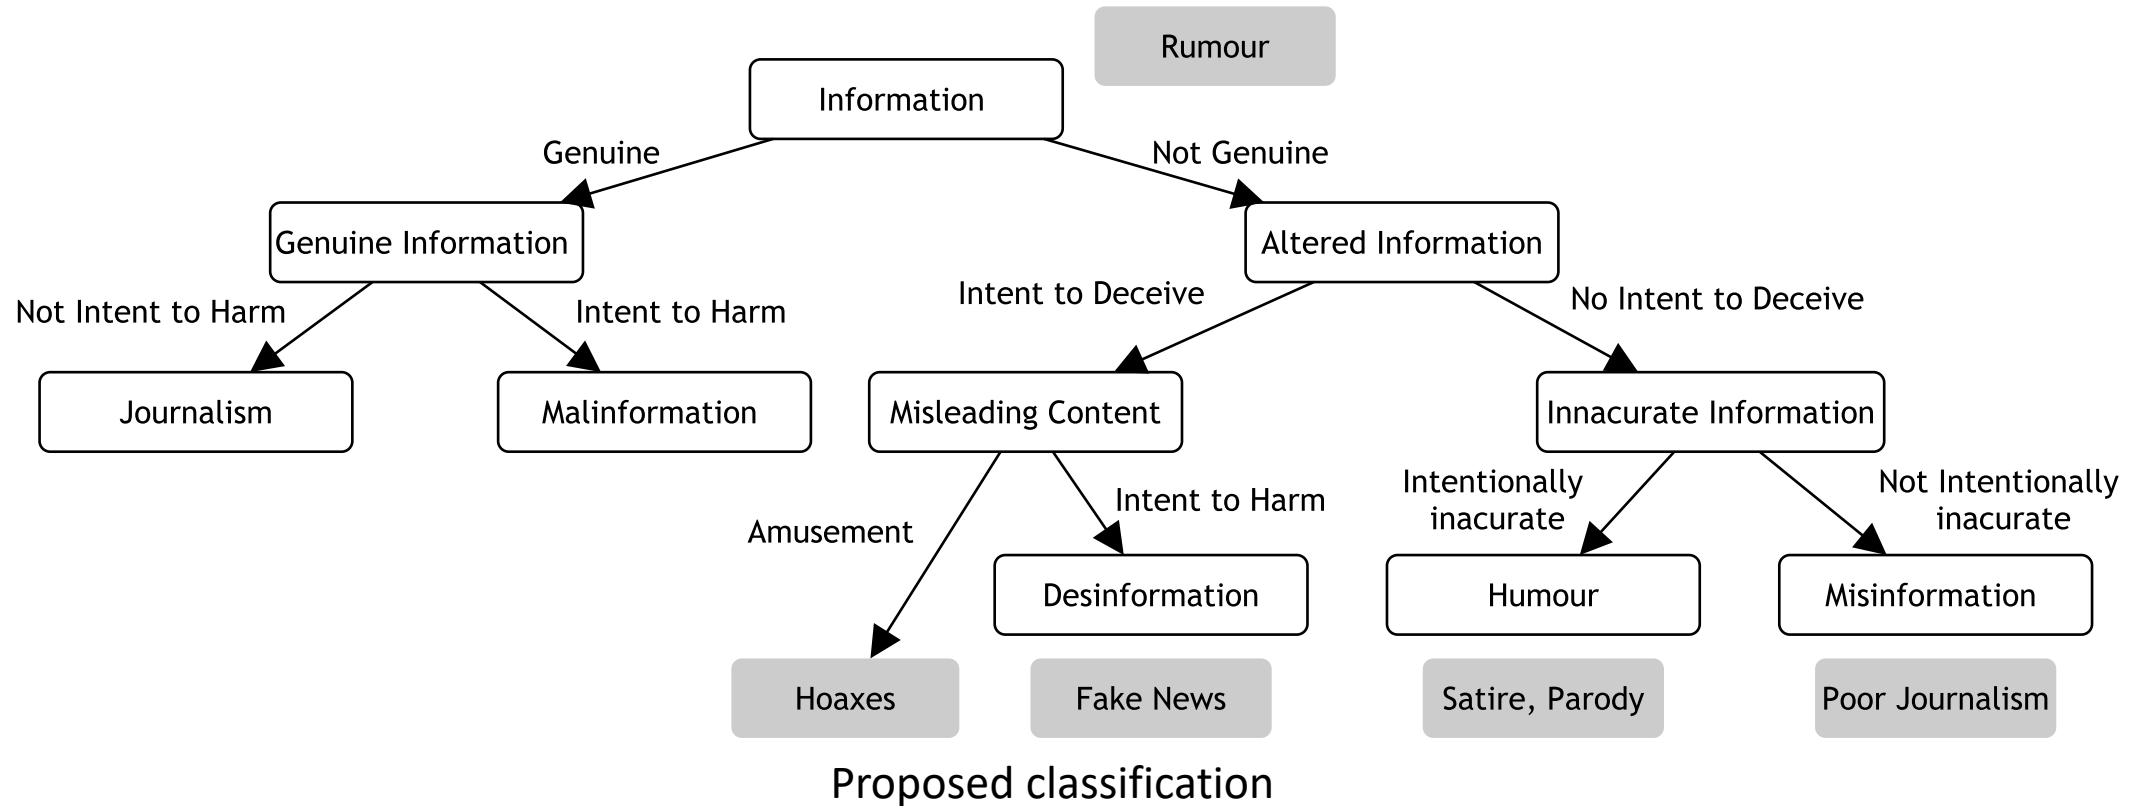 Rumour
Information
Genuine
Not Genuine
Genuine Information
Altered Information
Not Intent to Harm
Intent to Harm
Intent to Deceive
No Intent to Deceive
Journalism
Malinformation
Misleading Content
Innacurate Information
Amusement
Intent to Harm
Intentionally
inacurate
Not Intentionally
inacurate
Desinformation
Humour
Misinformation
Hoaxes
Fake News
Satire, Parody
Poor Journalism
Proposed classification